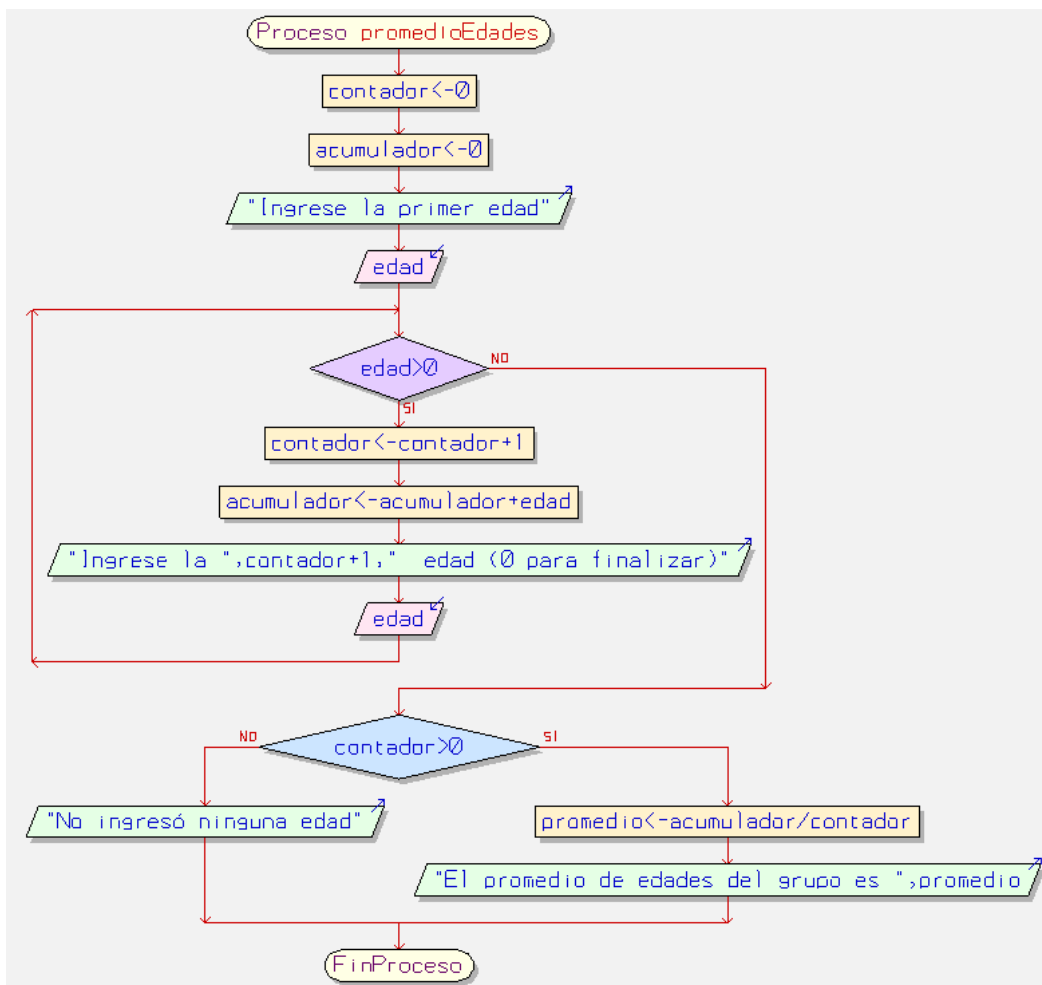 Proceso promedioEdades
contador<-0
acumulador<-0
"Ingrese la primer edad"
edad
edad>0
NO
SI
contador<-contador+1
acumulador<-acumulador+edad
"Ingrese la ",contador+1," edad (0 para finalizar)"
edad
contador>0
NO
SI
"No ingresó ninguna edad"
promedio<-acumulador/contador
"El promedio de edades del grupo es ",promedio
FinProceso